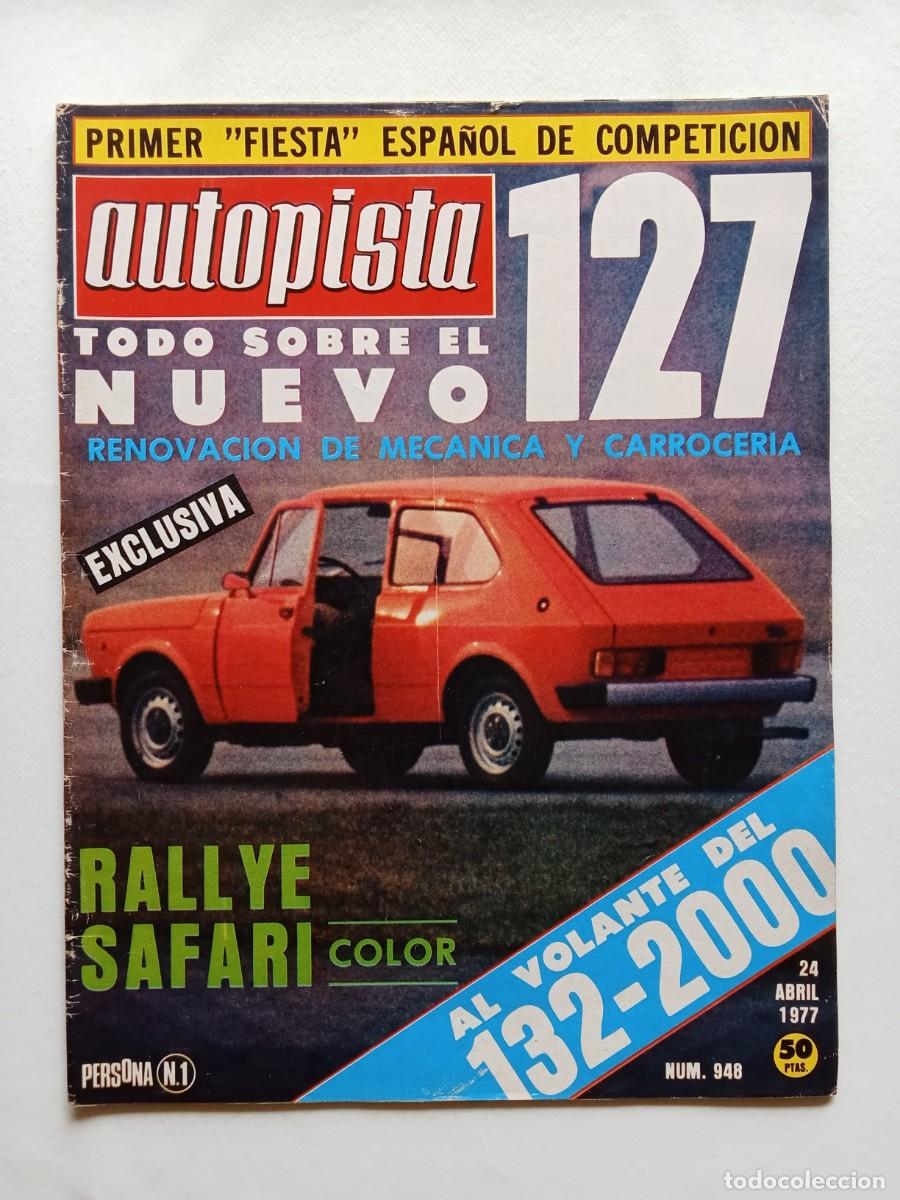 PRIMER "FIESTA" ESPAÑOL DE COMPETICION
autopista
127
TODO SOBRE EL
NUEVO
RENOVACION DE MECANICA Y CARROCERIA
EXCLUSIVA
RALLYE
SAFARI
COLOR
AL VOLANTE DEL
132-2000
24
ABRIL
1977
PERSONA N.1
NUM. 948
50
PTAS.
todocoleccion